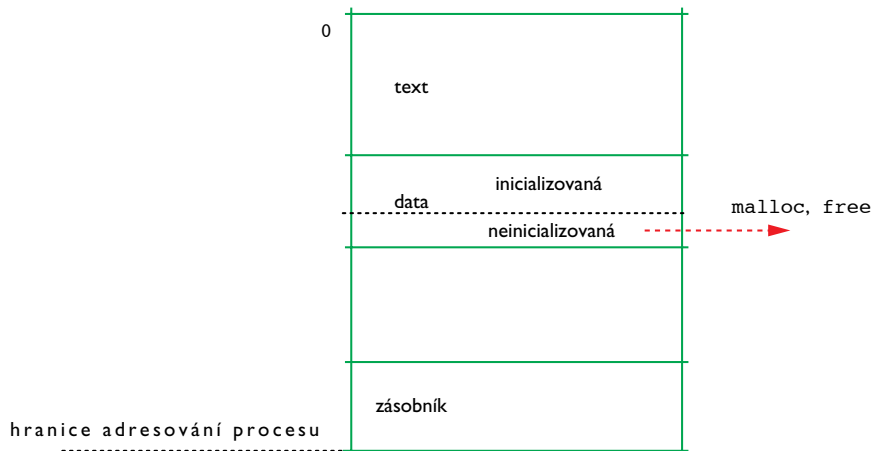 0
text
inicializovaná
data
malloc, free
neinicializovaná
zásobník
hranice adresování procesu